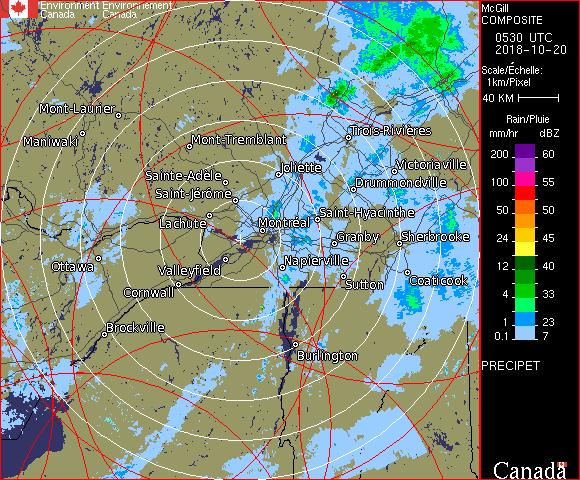 Environment Environnement
Canada Canada
McGill
COMPOSITE
0530 UTC
2018-10-20
Scale/Échelle:
1km/Pixel
40 KM
Rain/Pluie
mm/hr dBZ
200 60
150 57
100 55
50 50
24 45
12 40
4 33
1 23
0.1 7
PRECIPET
Canada
Mont-Laurier
Maniwaki
Mont-Tremblant
Trois-Rivières
Sainte-Adèle
Joliette
Victoriaville
Saint-Jérôme
Drummondville
Lachute
Montréal
Saint-Hyacinthe
Granby
Sherbrooke
Ottawa
Valleyfield
Napierville
Cornwall
Sutton
Coaticook
Brockville
Burlington